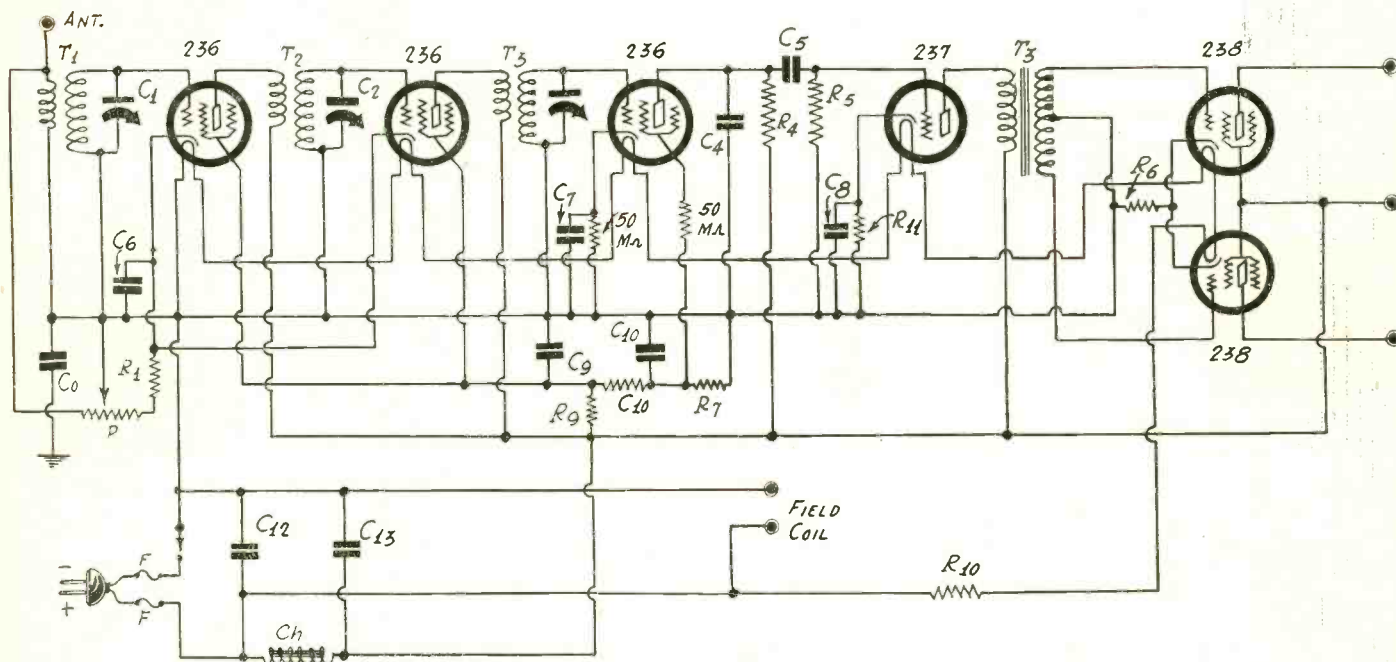 ANT.
T1
C1
236
T2
C2
236
T3
236
C5
237
T3
238
R4
R5
C4
R6
C6
C7
50
MΩ
50
MΩ
C8
R11
238
C0
R1
P
C9
C10
C10
R7
R9
C12
C13
FIELD
COIL
R10
-
+
F
F
Ch